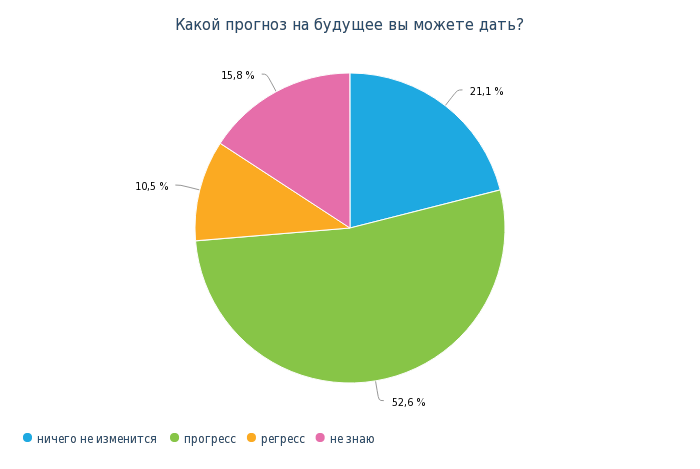 Какой прогноз на будущее вы можете дать?
15,8 %
21,1 %
10,5 %
52,6 %
ничего не изменится прогресс регресс не знаю